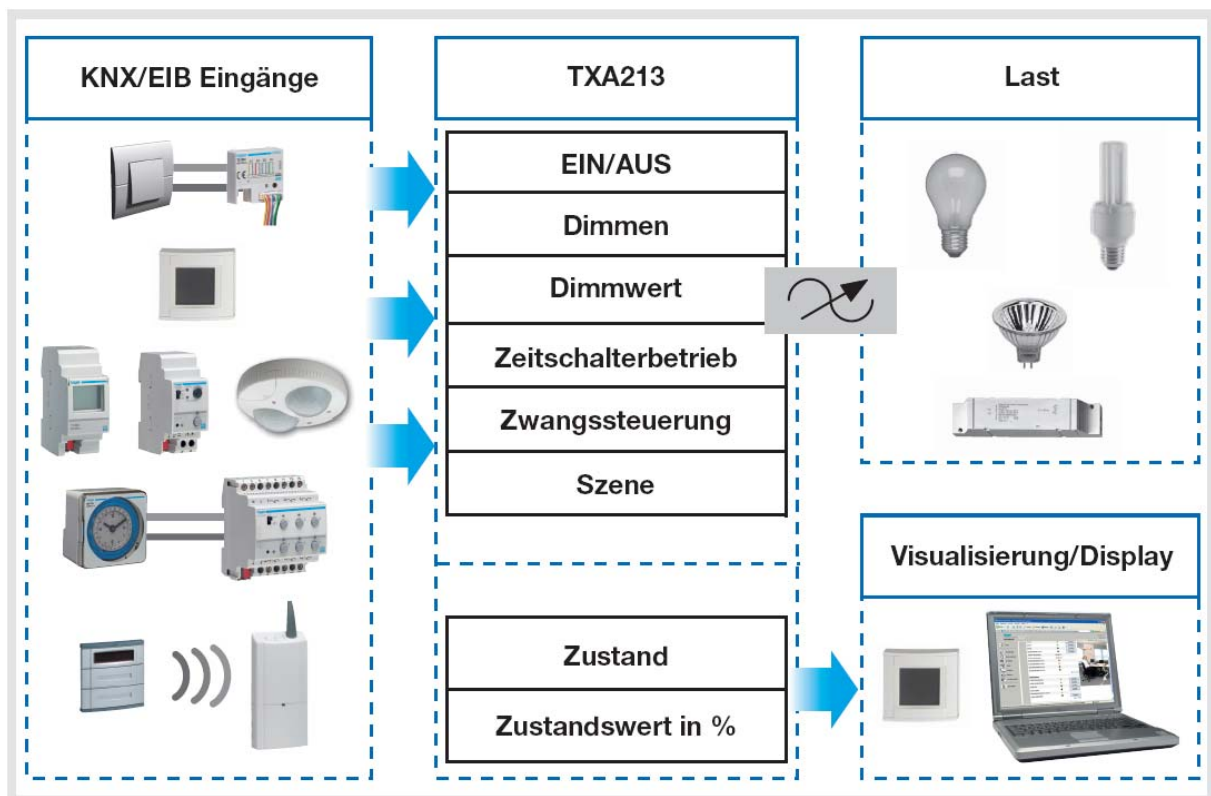 KNX/EIB Eingänge
TXA213
EIN/AUS
Dimmen
Dimmwert
Zeitschalterbetrieb
Zwangssteuerung
Szene
Zustand
Zustandswert in %
Last
Visualisierung/Display